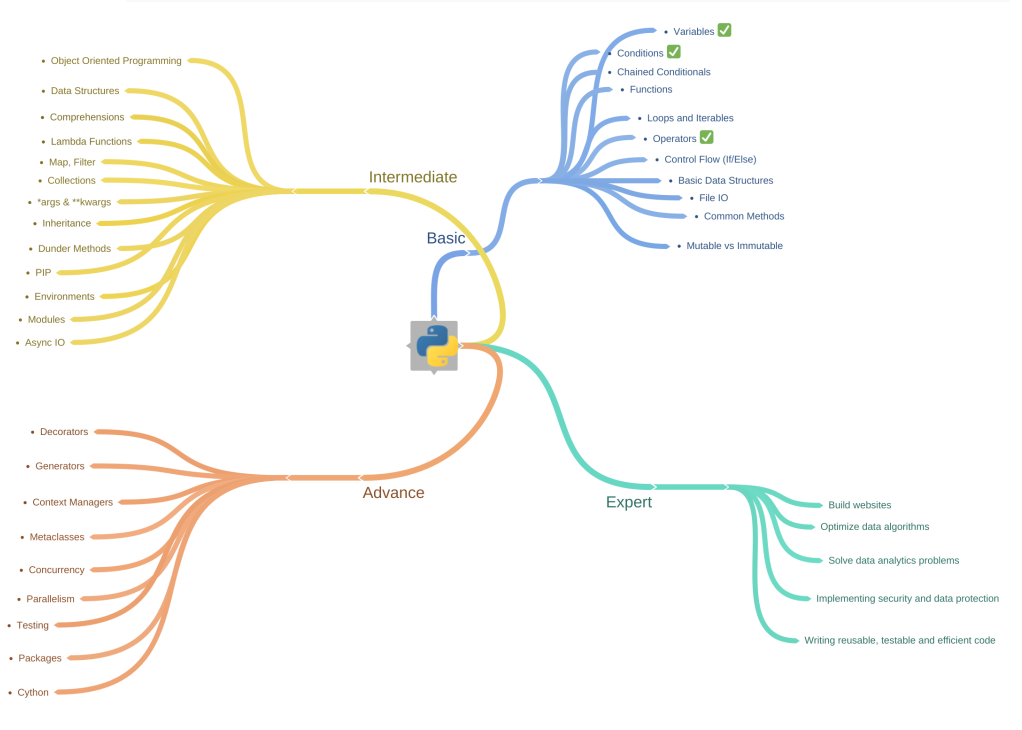 Basic
• Variables ✅
• Conditions ✅
• Chained Conditionals
• Functions
• Loops and Iterables
• Operators ✅
• Control Flow (If/Else)
• Basic Data Structures
• File IO
• Common Methods
• Mutable vs Immutable
Intermediate
• Object Oriented Programming
• Data Structures
• Comprehensions
• Lambda Functions
• Map, Filter
• Collections
• *args & **kwargs
• Inheritance
• Dunder Methods
• PIP
• Environments
• Modules
• Async IO
Advance
• Decorators
• Generators
• Context Managers
• Metaclasses
• Concurrency
• Parallelism
• Testing
• Packages
• Cython
Expert
Build websites
Optimize data algorithms
Solve data analytics problems
Implementing security and data protection
Writing reusable, testable and efficient code